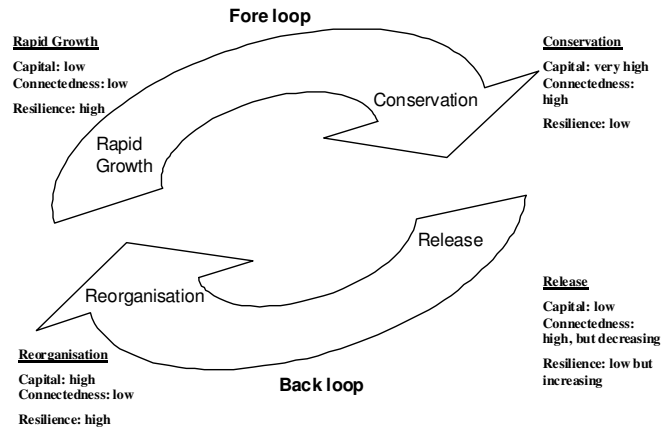 Fore loop
Rapid Growth
Capital: low
Connectedness: low
Resilience: high
Conservation
Capital: very high
Connectedness:
high
Resilience: low
Conservation
Rapid
Growth
Release
Reorganisation
Release
Capital: low
Connectedness:
high, but decreasing
Resilience: low but
increasing
Reorganisation
Capital: high
Connectedness: low
Resilience: high
Back loop